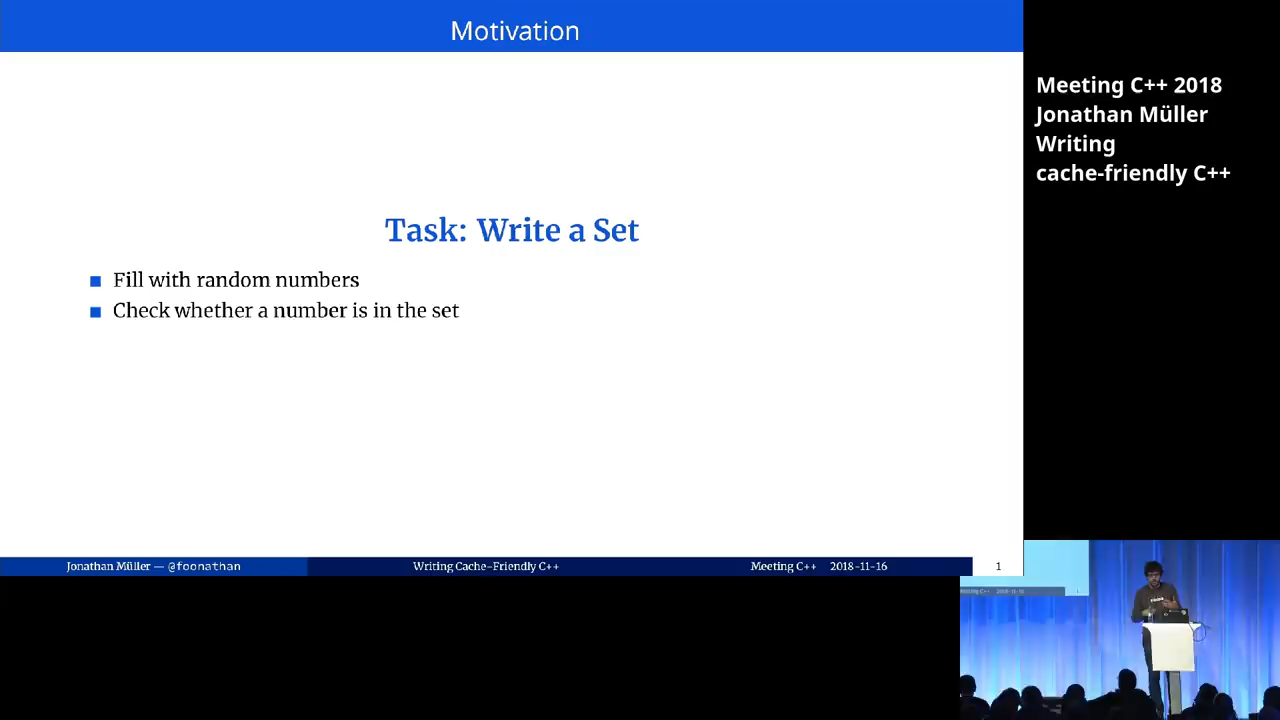 Motivation
Task: Write a Set
Fill with random numbers
Check whether a number is in the set
Jonathan Müller — @foonathan
Writing Cache-Friendly C++
Meeting C++ 2018-11-16
1
Meeting C++ 2018
Jonathan Müller
Writing
cache-friendly C++